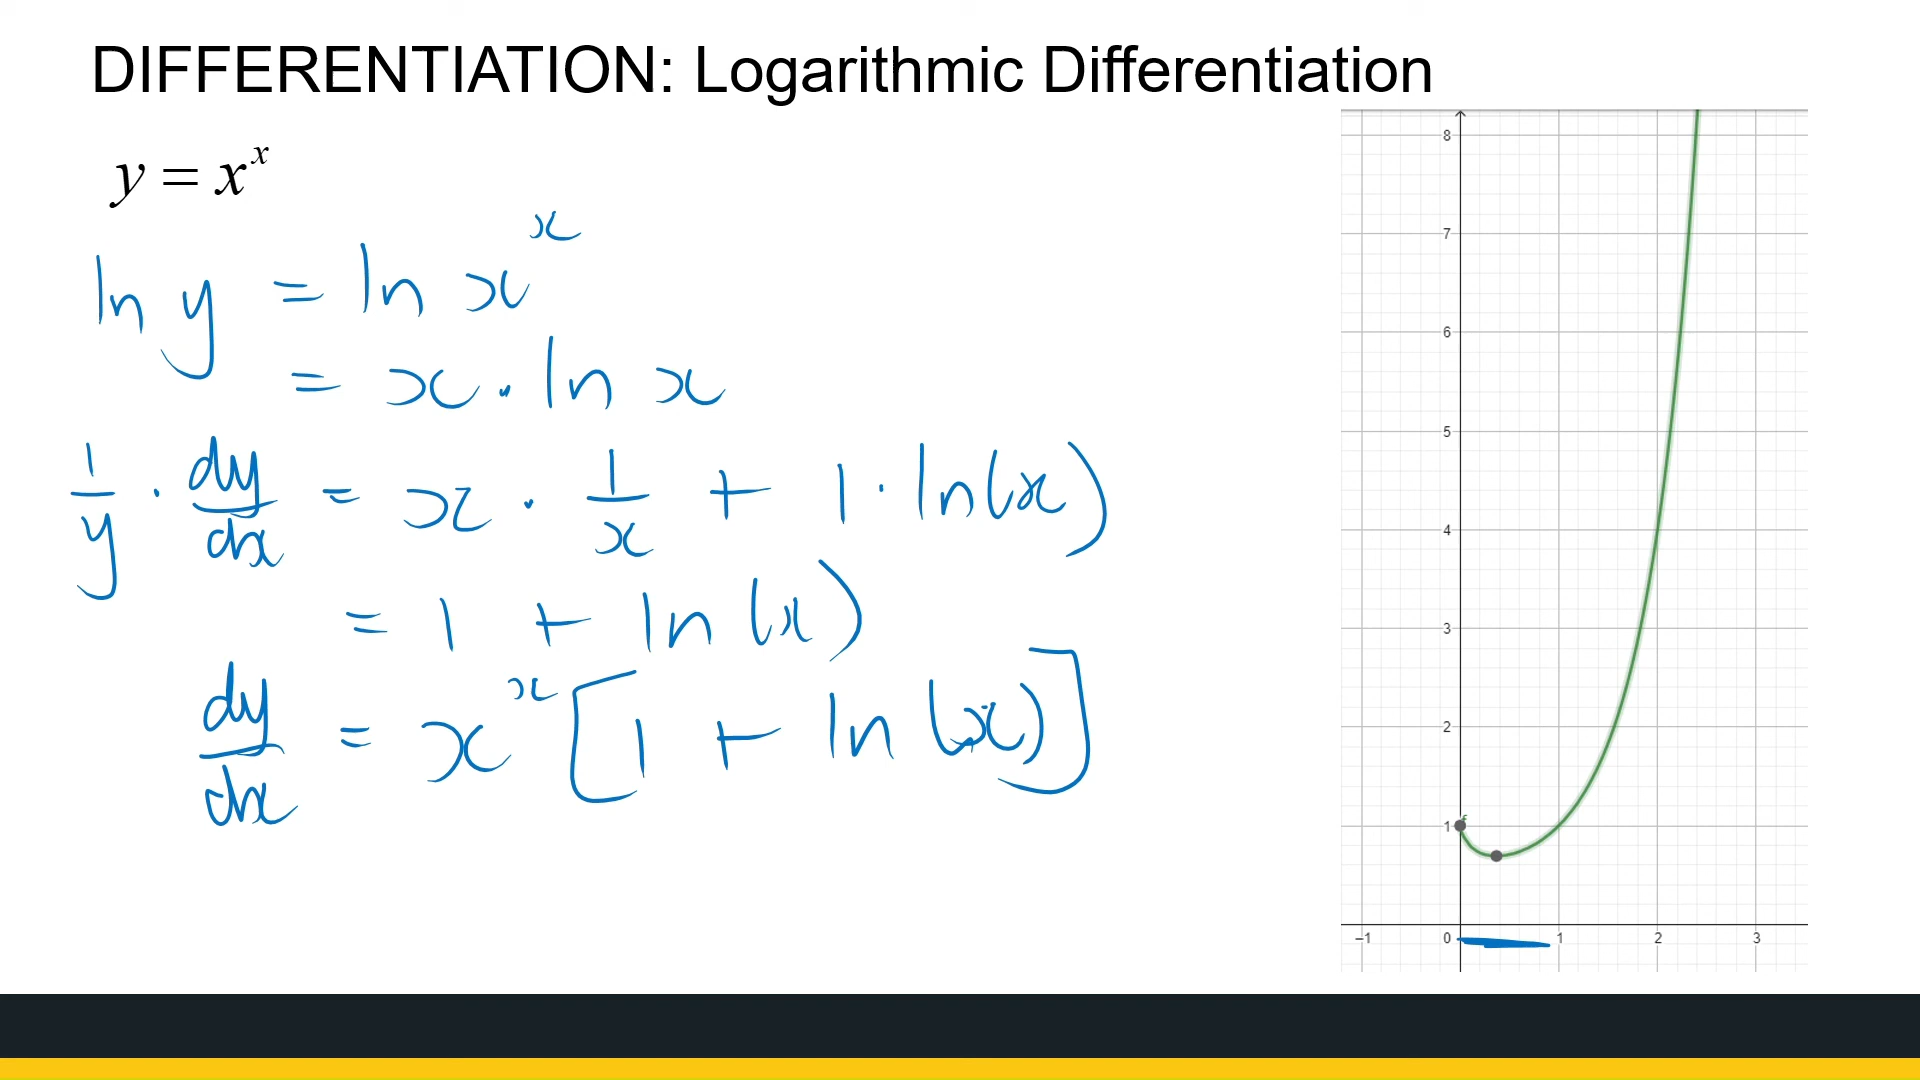 DIFFERENTIATION: Logarithmic Differentiation
y = x^x
ln y = ln x^x
= x · ln x
1/y · dy/dx = x · 1/x + 1 · ln(x)
= 1 + ln(x)
dy/dx = x^x [1 + ln(x)]
8
7
6
5
4
3
2
1
f
−1 0 1 2 3